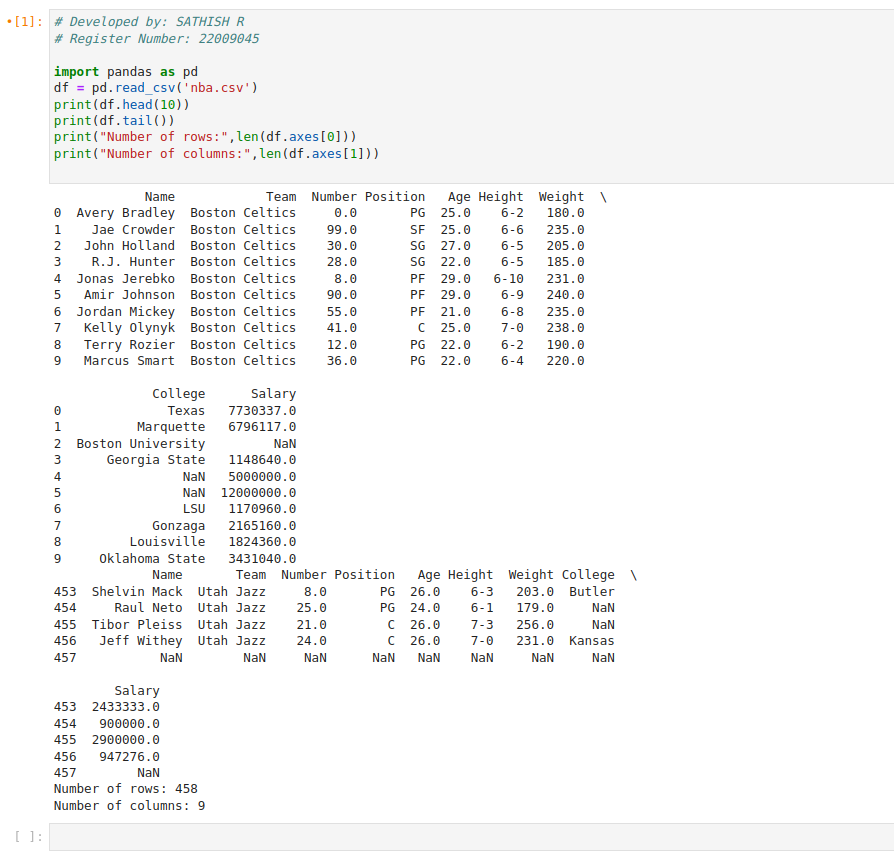 •[1]: # Developed by: SATHISH R
# Register Number: 22009045
import pandas as pd
df = pd.read_csv('nba.csv')
print(df.head(10))
print(df.tail())
print("Number of rows:",len(df.axes[0]))
print("Number of columns:",len(df.axes[1]))
Name Team Number Position Age Height Weight \
0 Avery Bradley Boston Celtics 0.0 PG 25.0 6-2 180.0
1 Jae Crowder Boston Celtics 99.0 SF 25.0 6-6 235.0
2 John Holland Boston Celtics 30.0 SG 27.0 6-5 205.0
3 R.J. Hunter Boston Celtics 28.0 SG 22.0 6-5 185.0
4 Jonas Jerebko Boston Celtics 8.0 PF 29.0 6-10 231.0
5 Amir Johnson Boston Celtics 90.0 PF 29.0 6-9 240.0
6 Jordan Mickey Boston Celtics 55.0 PF 21.0 6-8 235.0
7 Kelly Olynyk Boston Celtics 41.0 C 25.0 7-0 238.0
8 Terry Rozier Boston Celtics 12.0 PG 22.0 6-2 190.0
9 Marcus Smart Boston Celtics 36.0 PG 22.0 6-4 220.0
College Salary
0 Texas 7730337.0
1 Marquette 6796117.0
2 Boston University NaN
3 Georgia State 1148640.0
4 NaN 5000000.0
5 NaN 12000000.0
6 LSU 1170960.0
7 Gonzaga 2165160.0
8 Louisville 1824360.0
9 Oklahoma State 3431040.0
Name Team Number Position Age Height Weight College \
453 Shelvin Mack Utah Jazz 8.0 PG 26.0 6-3 203.0 Butler
454 Raul Neto Utah Jazz 25.0 PG 24.0 6-1 179.0 NaN
455 Tibor Pleiss Utah Jazz 21.0 C 26.0 7-3 256.0 NaN
456 Jeff Withey Utah Jazz 24.0 C 26.0 7-0 231.0 Kansas
457 NaN NaN NaN NaN NaN NaN NaN NaN
Salary
453 2433333.0
454 900000.0
455 2900000.0
456 947276.0
457 NaN
Number of rows: 458
Number of columns: 9
[ ]: